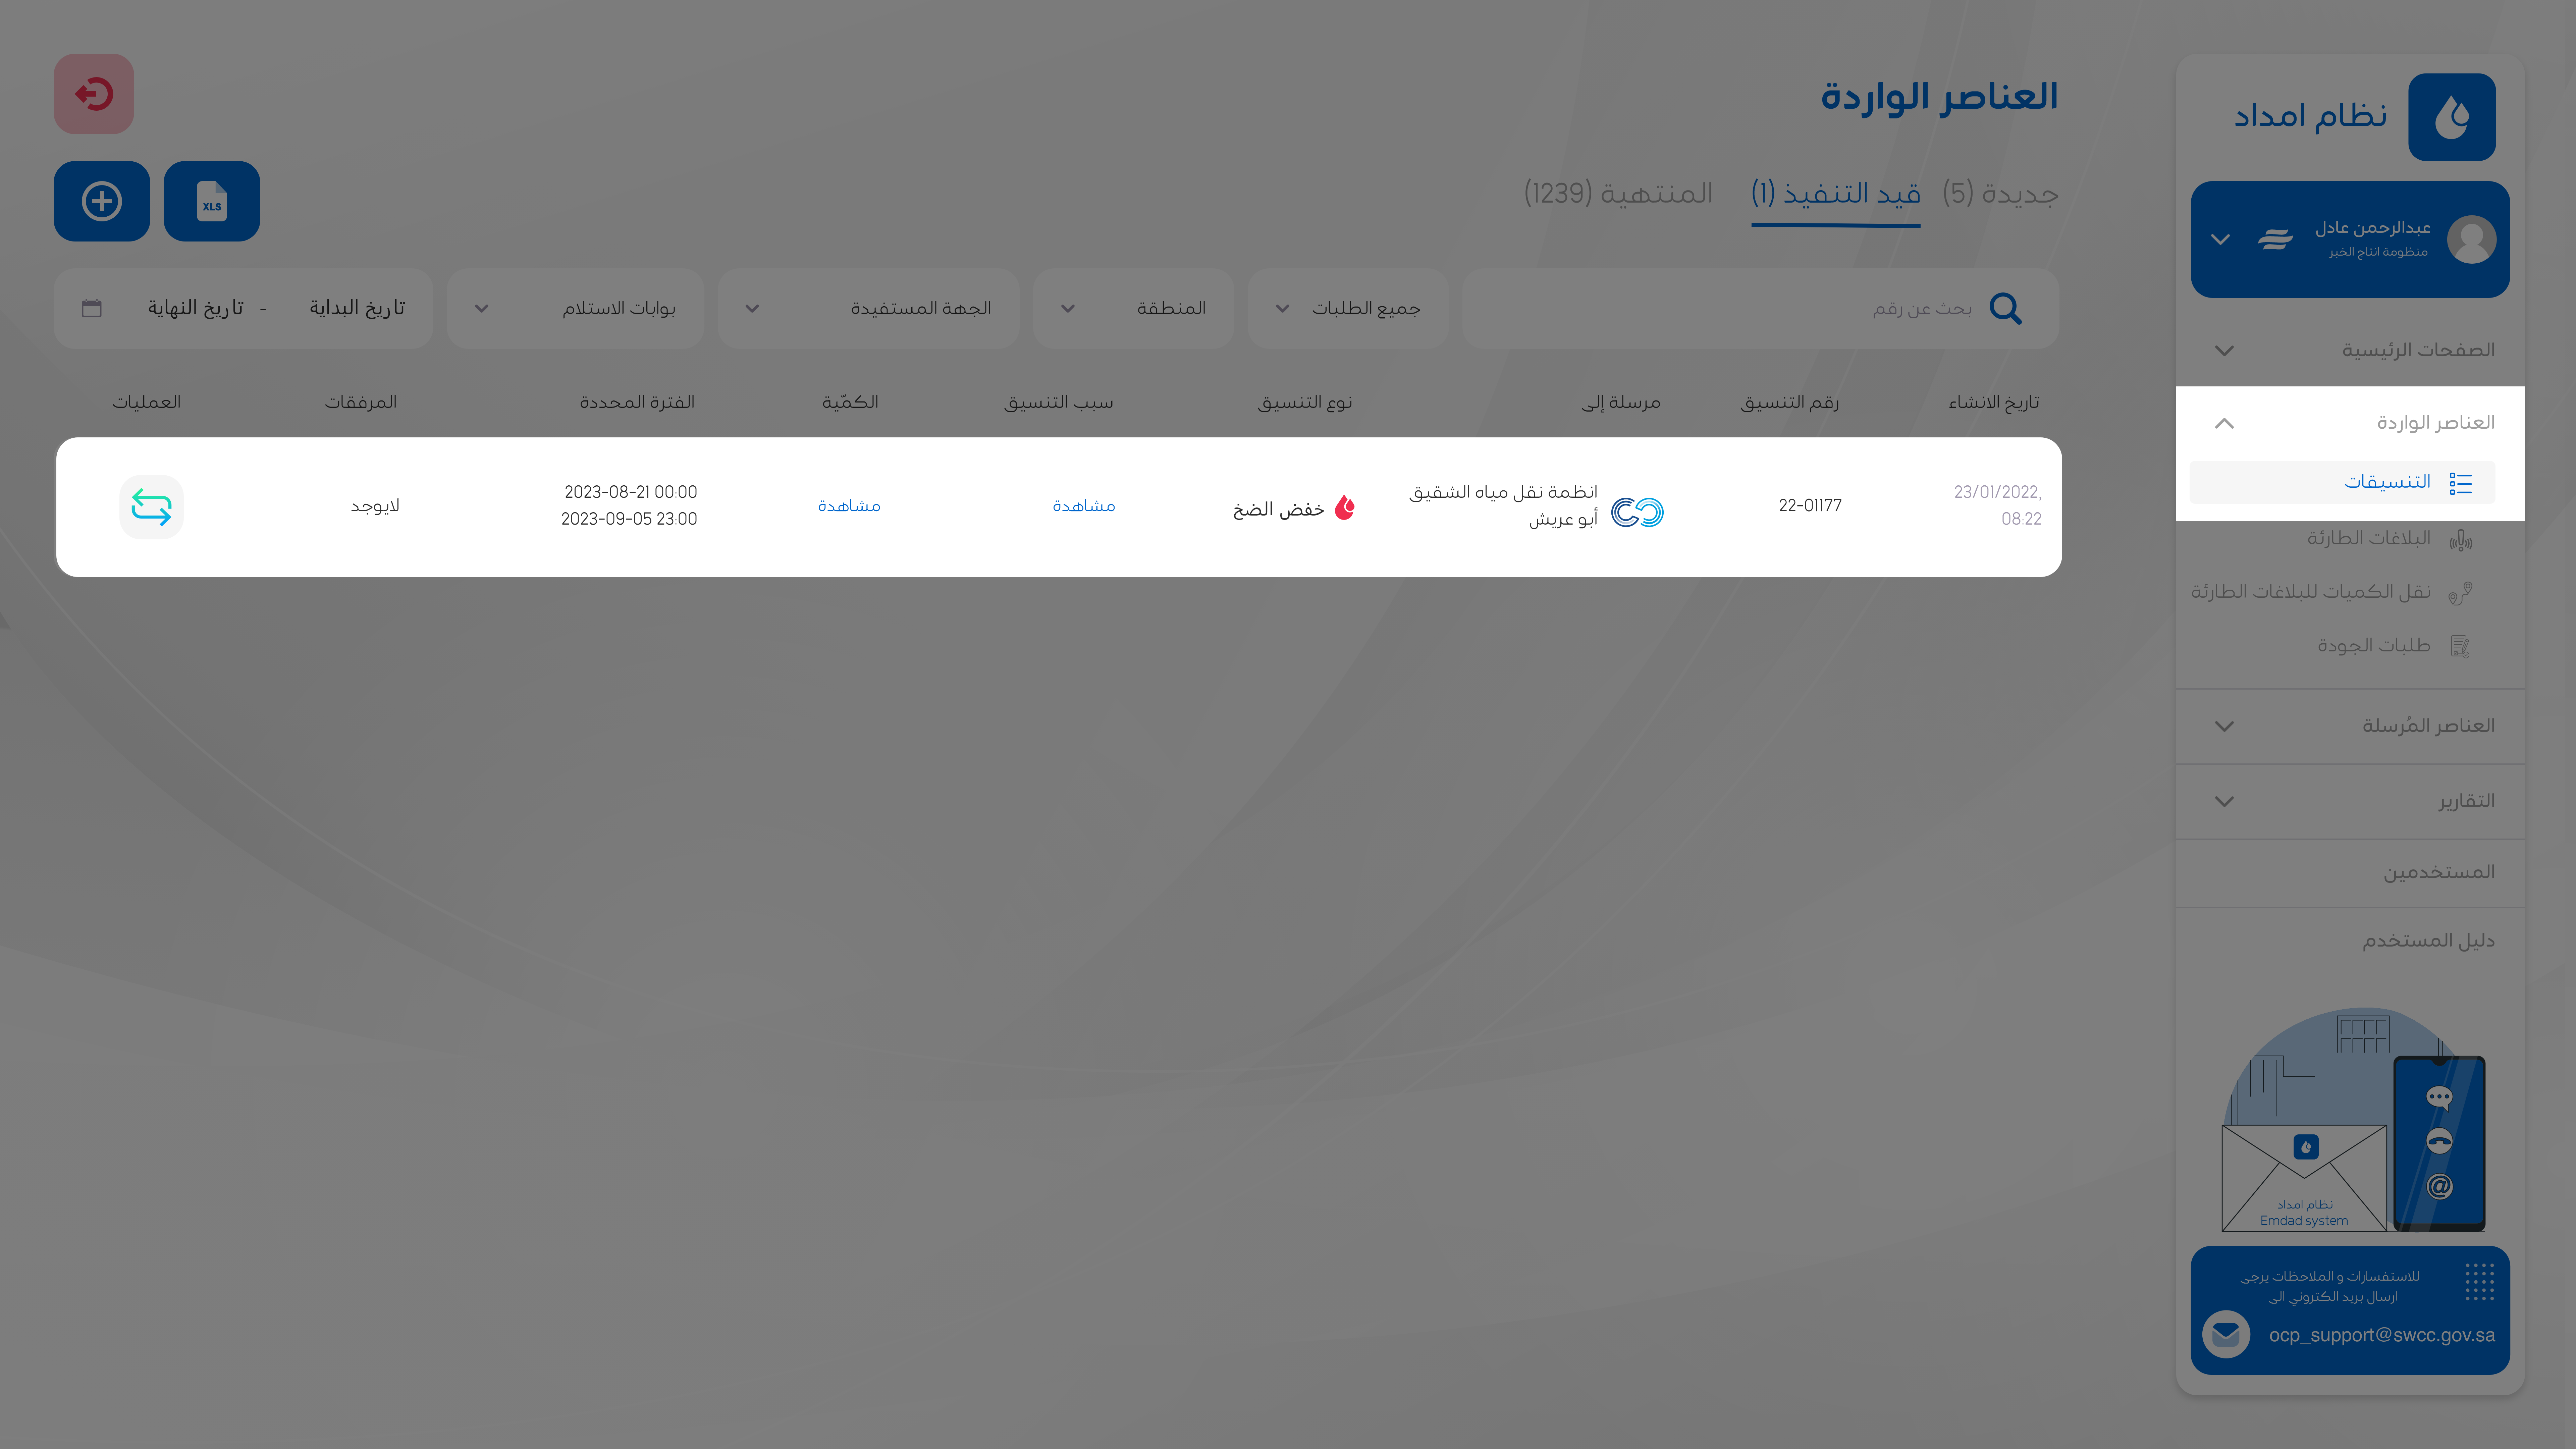 نظام امداد
عبدالرحمن عادل
منظومة انتاج الخبر
الصفحات الرئيسية
العناصر الواردة
التنسيقات
البلاغات الطارئة
نقل الكميات للبلاغات الطارئة
طلبات الجودة
العناصر المُرسلة
التقارير
المستخدمين
دليل المستخدم
نظام امداد
Emdad system
للاستفسارات و الملاحظات يرجى
ارسال بريد الكتروني الى
ocp_support@swcc.gov.sa
العناصر الواردة
جديدة (5) قيد التنفيذ (1) المنتهية (1239)
XLS
بحث عن رقم جميع الطلبات المنطقة الجهة المستفيدة بوابات الاستلام تاريخ البداية - تاريخ النهاية
تاريخ الانشاء رقم التنسيق مرسلة إلى نوع التنسيق سبب التنسيق الكمّية الفترة المحددة المرفقات العمليات
23/01/2022,
08:22
22-01177
انظمة نقل مياه الشقيق
أبو عريش
خفض الضخ
مشاهدة
مشاهدة
2023-08-21 00:00
2023-09-05 23:00
لايوجد